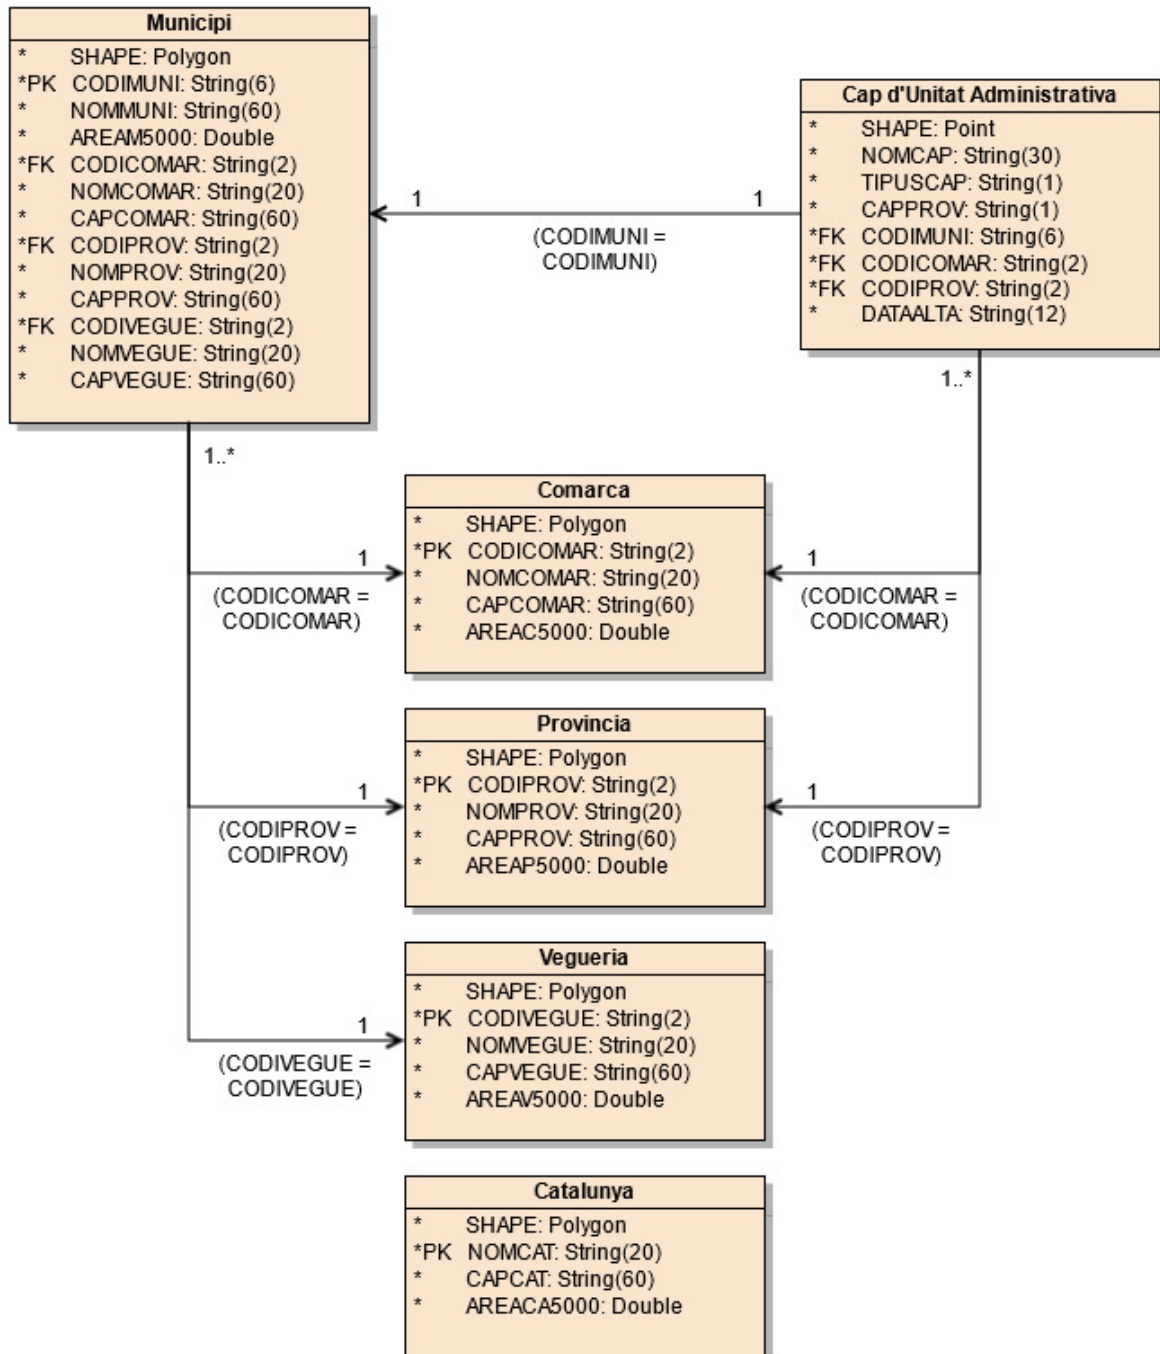 Municipi
* SHAPE: Polygon
*PK CODIMUNI: String(6)
* NOMMUNI: String(60)
* AREAM5000: Double
*FK CODICOMAR: String(2)
* NOMCOMAR: String(20)
* CAPCOMAR: String(60)
*FK CODIPROV: String(2)
* NOMPROV: String(20)
* CAPPROV: String(60)
*FK CODIVEGUE: String(2)
* NOMVEGUE: String(20)
* CAPVEGUE: String(60)
Cap d'Unitat Administrativa
* SHAPE: Point
* NOMCAP: String(30)
* TIPUSCAP: String(1)
* CAPPROV: String(1)
*FK CODIMUNI: String(6)
*FK CODICOMAR: String(2)
*FK CODIPROV: String(2)
* DATAALTA: String(12)
1
1
(CODIMUNI =
CODIMUNI)
1..*
1..*
Comarca
* SHAPE: Polygon
*PK CODICOMAR: String(2)
* NOMCOMAR: String(20)
* CAPCOMAR: String(60)
* AREAC5000: Double
1
(CODICOMAR =
CODICOMAR)
1
(CODICOMAR =
CODICOMAR)
Provincia
* SHAPE: Polygon
*PK CODIPROV: String(2)
* NOMPROV: String(20)
* CAPPROV: String(60)
* AREAP5000: Double
1
(CODIPROV =
CODIPROV)
1
(CODIPROV =
CODIPROV)
Vegueria
* SHAPE: Polygon
*PK CODIVEGUE: String(2)
* NOMVEGUE: String(20)
* CAPVEGUE: String(60)
* AREAV5000: Double
1
(CODIVEGUE =
CODIVEGUE)
Catalunya
* SHAPE: Polygon
*PK NOMCAT: String(20)
* CAPCAT: String(60)
* AREACA5000: Double